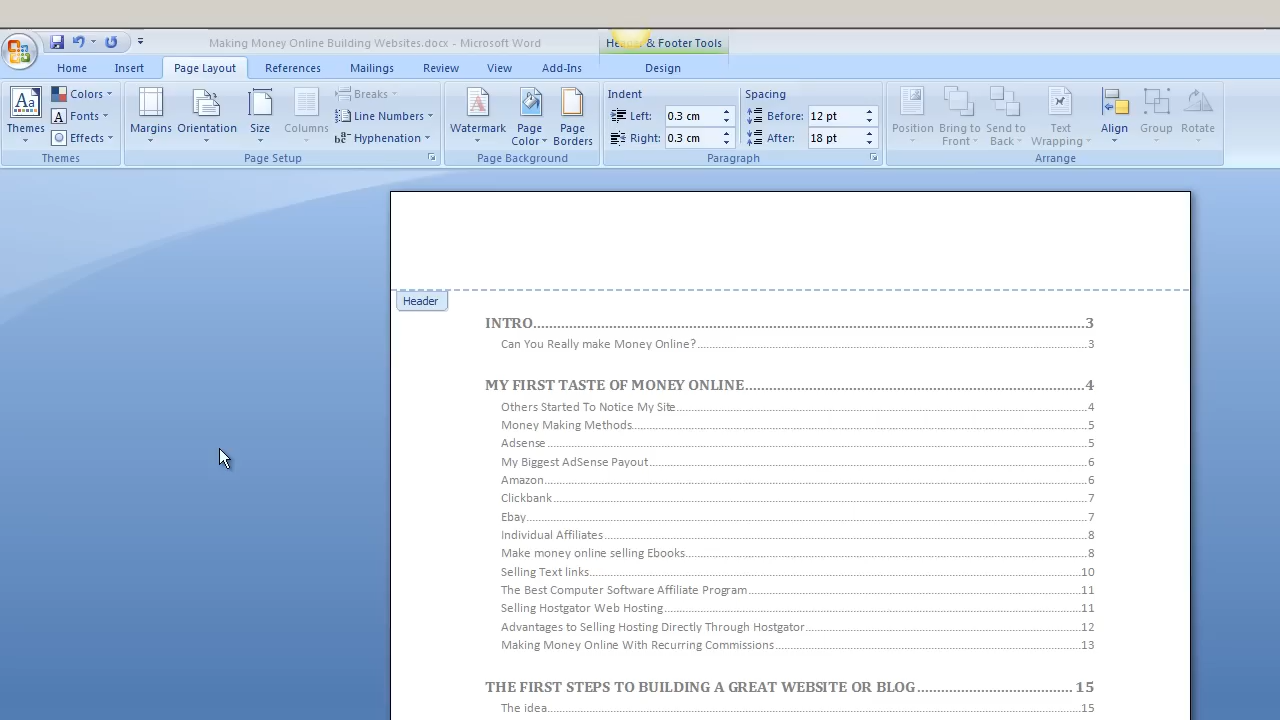 Making Money Online Building Websites.docx - Microsoft Word Header & Footer Tools
Home Insert Page Layout References Mailings Review View Add-Ins Design
Aa Themes Colors Fonts Effects
Themes
Margins Orientation Size Columns Breaks Line Numbers Hyphenation
Page Setup
Watermark Page Color Page Borders
Page Background
Indent Spacing
Left: 0.3 cm Before: 12 pt
Right: 0.3 cm After: 18 pt
Paragraph
Position Bring to Front Send to Back Text Wrapping Align Group Rotate
Arrange
Header
INTRO.....3
Can You Really make Money Online?.....3
MY FIRST TASTE OF MONEY ONLINE.....4
Others Started To Notice My Site.....4
Money Making Methods.....5
Adsense.....5
My Biggest AdSense Payout.....6
Amazon.....6
Clickbank.....7
Ebay.....7
Individual Affiliates.....8
Make money online selling Ebooks.....8
Selling Text links.....10
The Best Computer Software Affiliate Program.....11
Selling Hostgator Web Hosting.....11
Advantages to Selling Hosting Directly Through Hostgator.....12
Making Money Online With Recurring Commissions.....13
THE FIRST STEPS TO BUILDING A GREAT WEBSITE OR BLOG.....15
The idea.....15